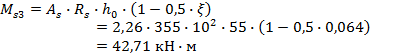 M_{s3} = A_s · R_s · h_0 · (1 − 0,5 · ξ)
= 2,26 · 355 · 10^2 · 55 · (1 − 0,5 · 0,064)
= 42,71 кН · м